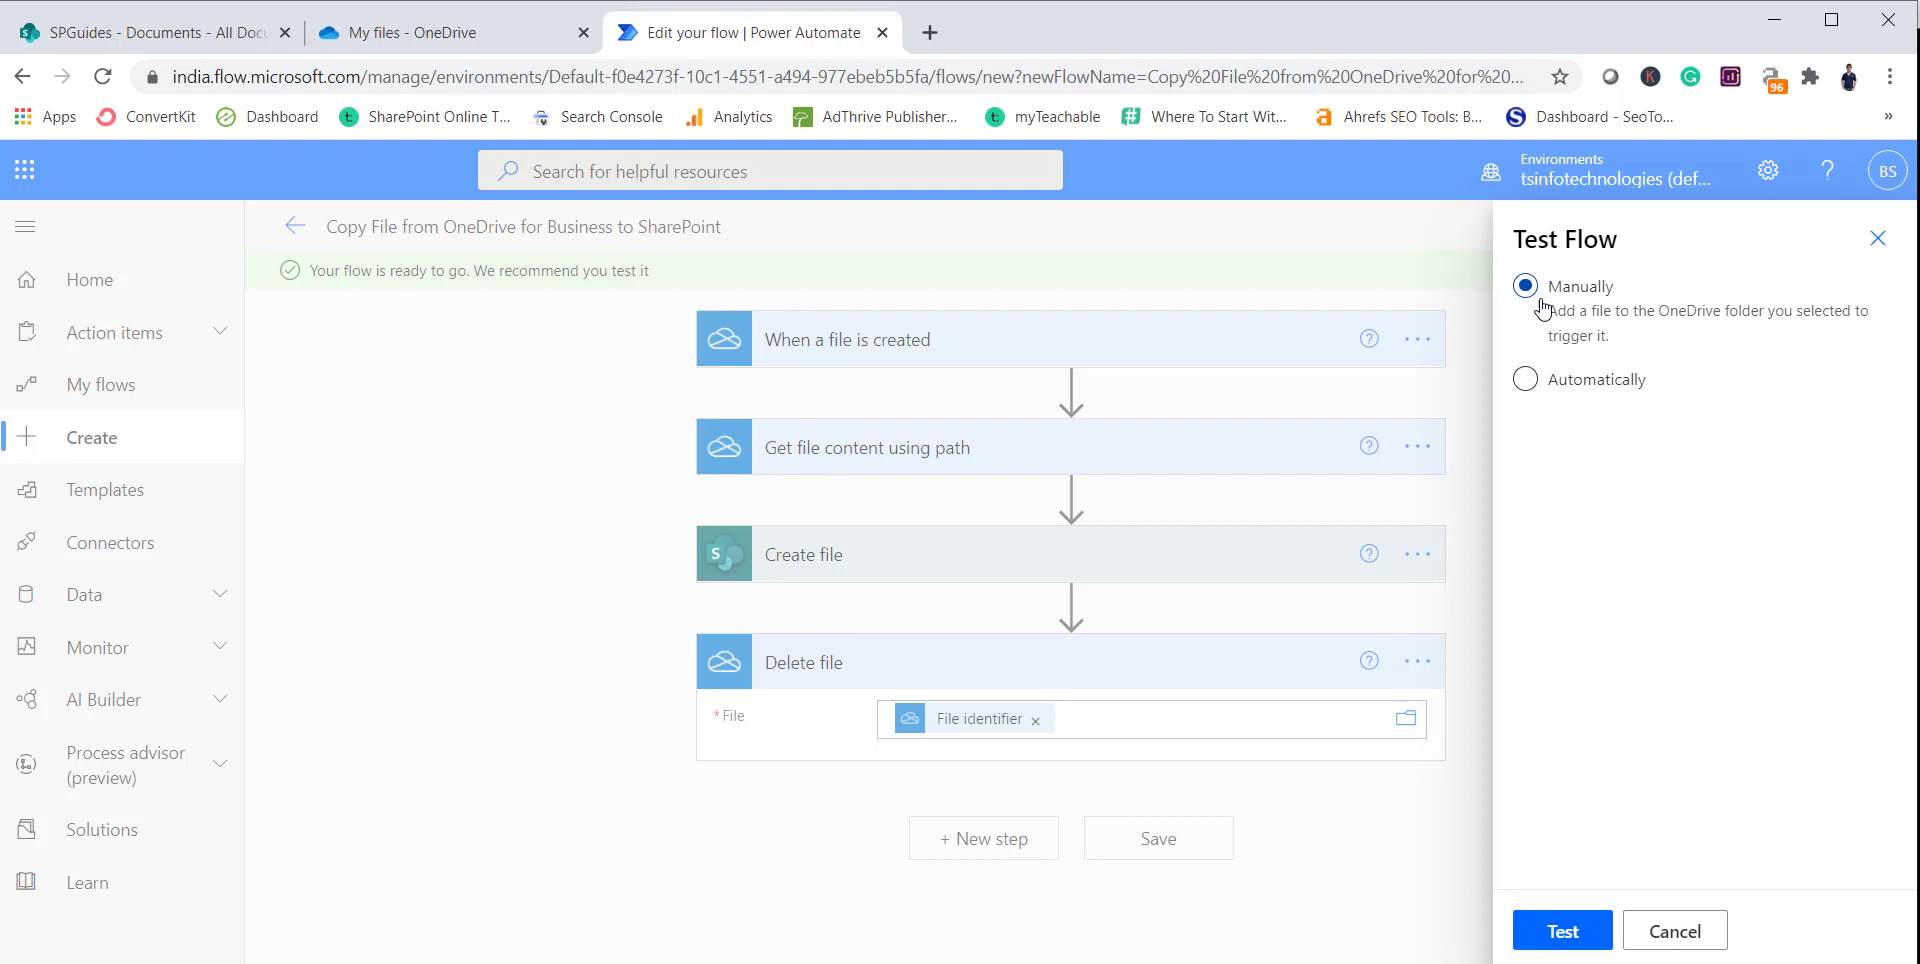 SPGuides - Documents - All Docu
My files - OneDrive
Edit your flow | Power Automate
india.flow.microsoft.com/manage/environments/Default-f0e4273f-10c1-4551-a494-977ebeb5b5fa/flows/new?newFlowName=Copy%20File%20from%20OneDrive%20for%20...
K
G
96
Apps
ConvertKit
Dashboard
SharePoint Online T...
Search Console
Analytics
AdThrive Publisher...
myTeachable
Where To Start Wit...
Ahrefs SEO Tools: B...
Dashboard - SeoTo...
»
Search for helpful resources
Environments
tsinfotechnologies (def...
?
BS
Copy File from OneDrive for Business to SharePoint
Your flow is ready to go. We recommend you test it
Home
Action items
My flows
Create
Templates
Connectors
Data
Monitor
AI Builder
Process advisor
(preview)
Solutions
Learn
When a file is created
Get file content using path
S
Create file
Delete file
* File
File identifier ×
+ New step
Save
Test Flow
Manually
Add a file to the OneDrive folder you selected to
trigger it.
Automatically
Test
Cancel